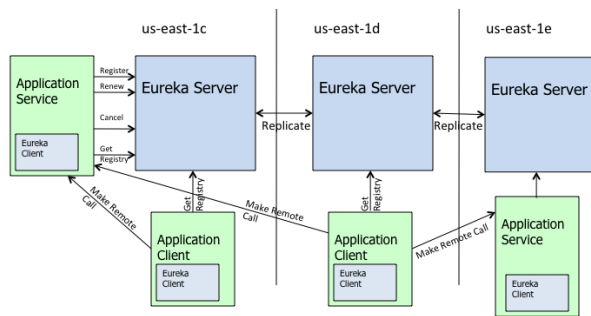 us-east-1c
us-east-1d
us-east-1e
Application
Service
Eureka
Client
Register
Renew
Cancel
Get
Registry
Eureka Server
Replicate
Eureka Server
Replicate
Eureka Server
Make Remote
Call
Get
Registry
Make Remote
Call
Get
Registry
Make Remote Call
Application
Client
Eureka
Client
Application
Client
Eureka
Client
Application
Service
Eureka
Client